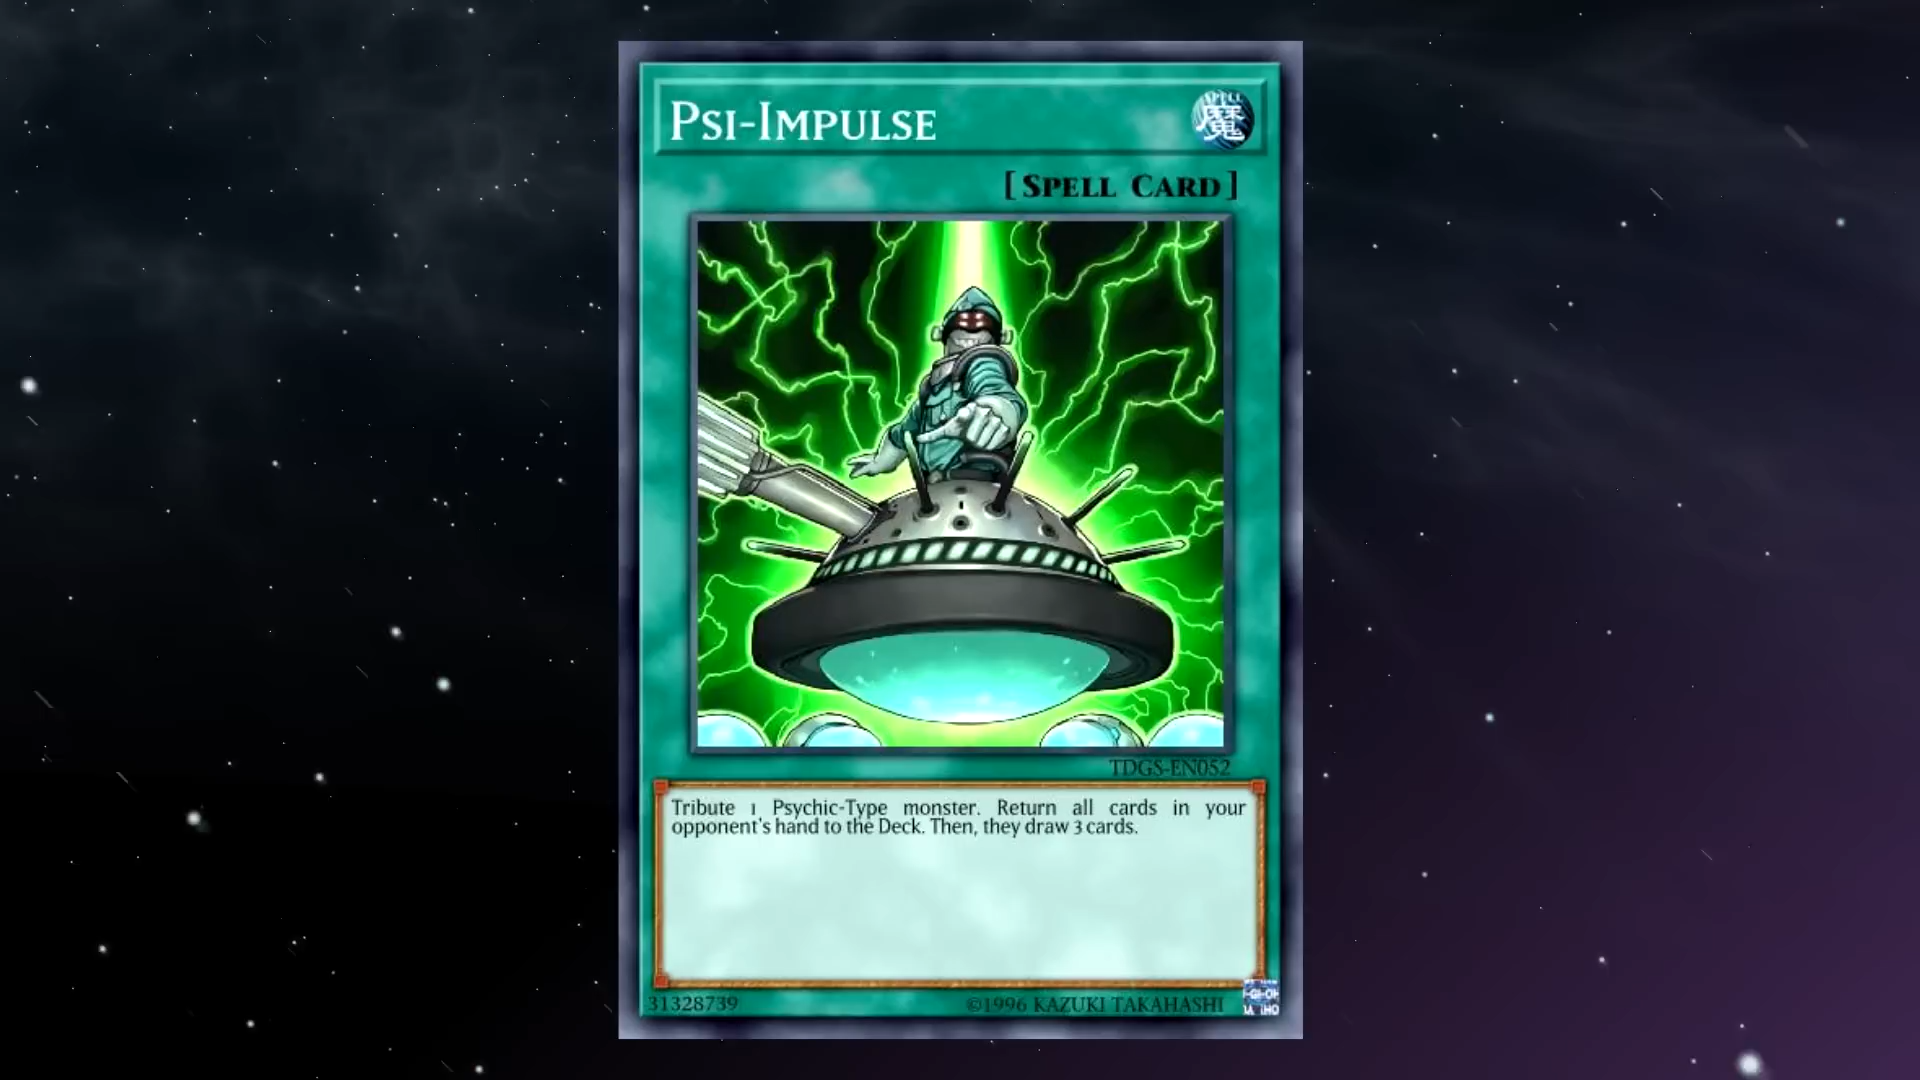 PSI-IMPULSE
SPELL
魔
[SPELL CARD]
TDGS-EN052
Tribute 1 Psychic-Type monster. Return all cards in your
opponent's hand to the Deck. Then, they draw 3 cards.
31328739
©1996 KAZUKI TAKAHASHI